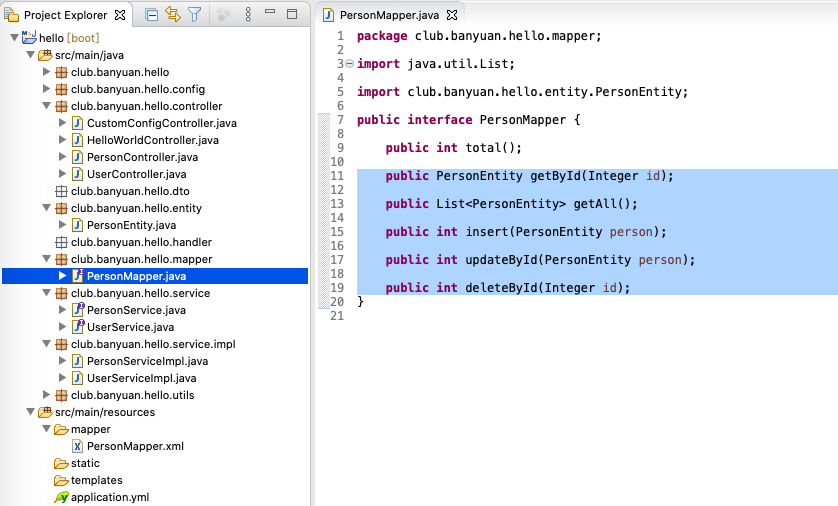 Project Explorer
hello [boot]
src/main/java
club.banyuan.hello
club.banyuan.hello.config
club.banyuan.hello.controller
CustomConfigController.java
HelloWorldController.java
PersonController.java
UserController.java
club.banyuan.hello.dto
club.banyuan.hello.entity
PersonEntity.java
club.banyuan.hello.handler
club.banyuan.hello.mapper
PersonMapper.java
club.banyuan.hello.service
PersonService.java
UserService.java
club.banyuan.hello.service.impl
PersonServiceImpl.java
UserServiceImpl.java
club.banyuan.hello.utils
src/main/resources
mapper
PersonMapper.xml
static
templates
application.yml
PersonMapper.java
1 package club.banyuan.hello.mapper;
2
3 import java.util.List;
4
5 import club.banyuan.hello.entity.PersonEntity;
6
7 public interface PersonMapper {
8
9 public int total();
10
11 public PersonEntity getById(Integer id);
12
13 public List<PersonEntity> getAll();
14
15 public int insert(PersonEntity person);
16
17 public int updateById(PersonEntity person);
18
19 public int deleteById(Integer id);
20 }
21